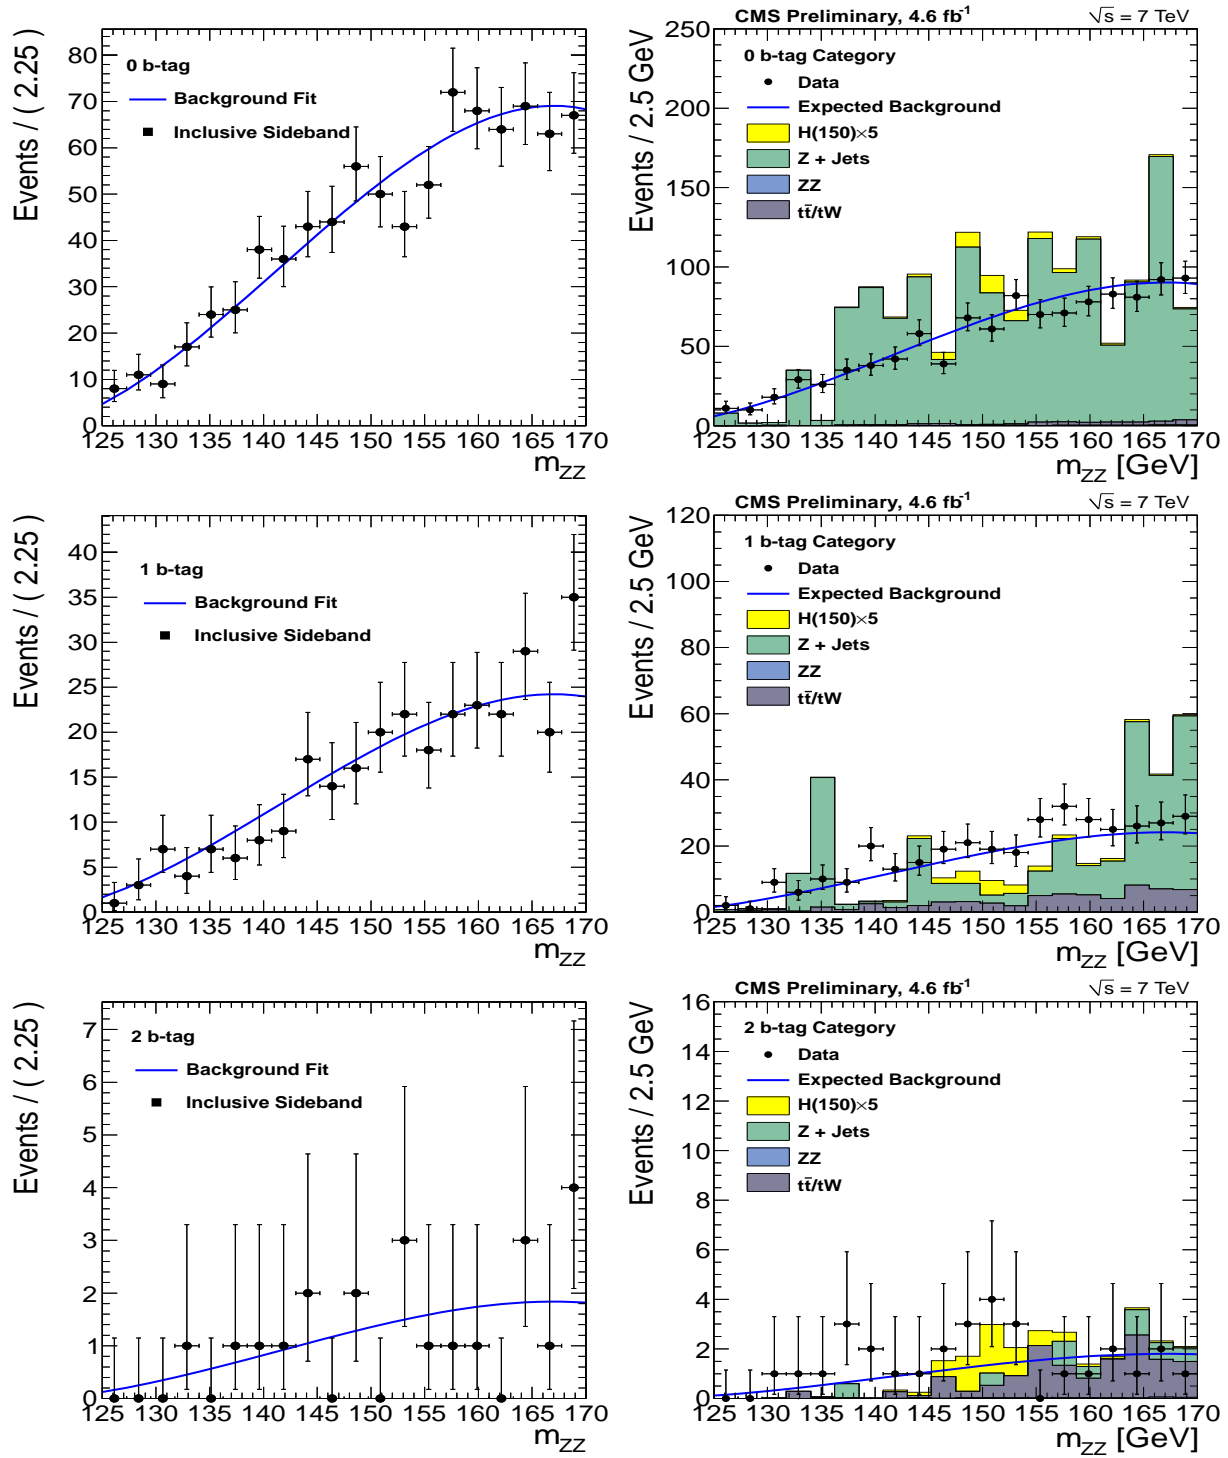 Events / ( 2.25 )
80
70
60
50
40
30
20
10
0
0 b-tag
Background Fit
Inclusive Sideband
125 130 135 140 145 150 155 160 165 170
m_ZZ
CMS Preliminary, 4.6 fb⁻¹ √s = 7 TeV
Events / 2.5 GeV
250
200
150
100
50
0
0 b-tag Category
Data
Expected Background
H(150)×5
Z + Jets
ZZ
tt̄/tW
125 130 135 140 145 150 155 160 165 170
m_ZZ [GeV]
Events / ( 2.25 )
40
35
30
25
20
15
10
5
0
1 b-tag
Background Fit
Inclusive Sideband
125 130 135 140 145 150 155 160 165 170
m_ZZ
CMS Preliminary, 4.6 fb⁻¹ √s = 7 TeV
Events / 2.5 GeV
120
100
80
60
40
20
0
1 b-tag Category
Data
Expected Background
H(150)×5
Z + Jets
ZZ
tt̄/tW
125 130 135 140 145 150 155 160 165 170
m_ZZ [GeV]
Events / ( 2.25 )
7
6
5
4
3
2
1
0
2 b-tag
Background Fit
Inclusive Sideband
125 130 135 140 145 150 155 160 165 170
m_ZZ
CMS Preliminary, 4.6 fb⁻¹ √s = 7 TeV
Events / 2.5 GeV
16
14
12
10
8
6
4
2
0
2 b-tag Category
Data
Expected Background
H(150)×5
Z + Jets
ZZ
tt̄/tW
125 130 135 140 145 150 155 160 165 170
m_ZZ [GeV]